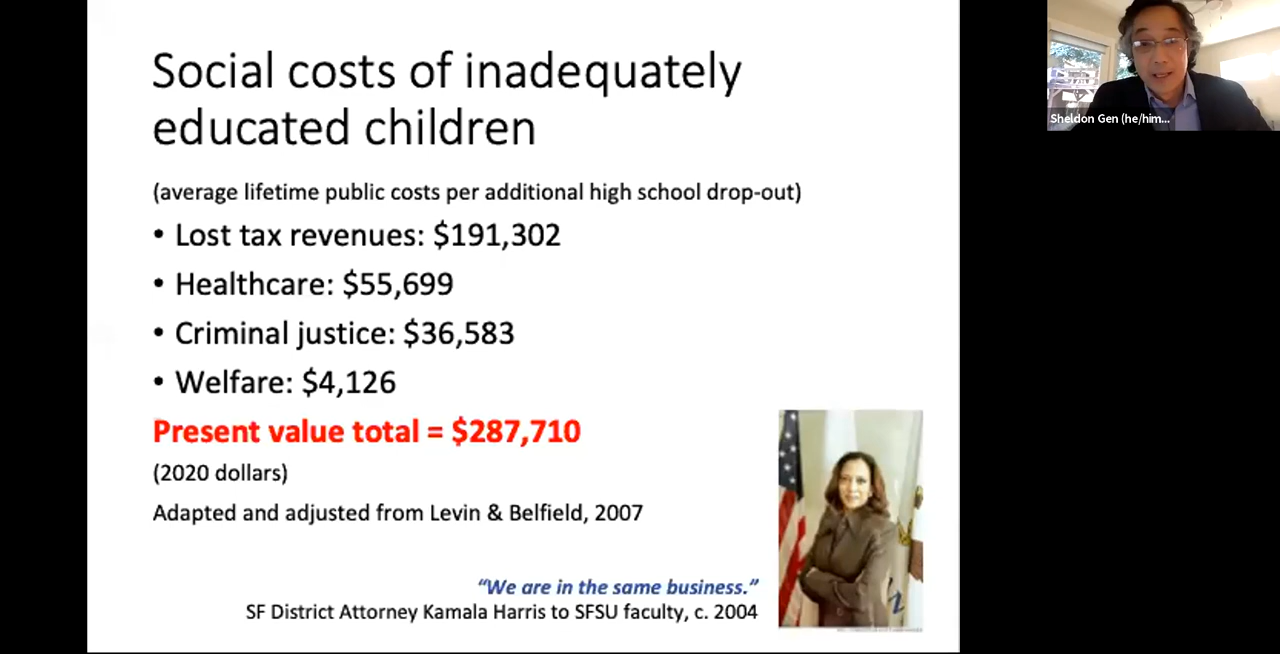 Social costs of inadequately
educated children
(average lifetime public costs per additional high school drop-out)
• Lost tax revenues: $191,302
• Healthcare: $55,699
• Criminal justice: $36,583
• Welfare: $4,126
Present value total = $287,710
(2020 dollars)
Adapted and adjusted from Levin & Belfield, 2007
“We are in the same business.”
SF District Attorney Kamala Harris to SFSU faculty, c. 2004
Sheldon Gen (he/him...